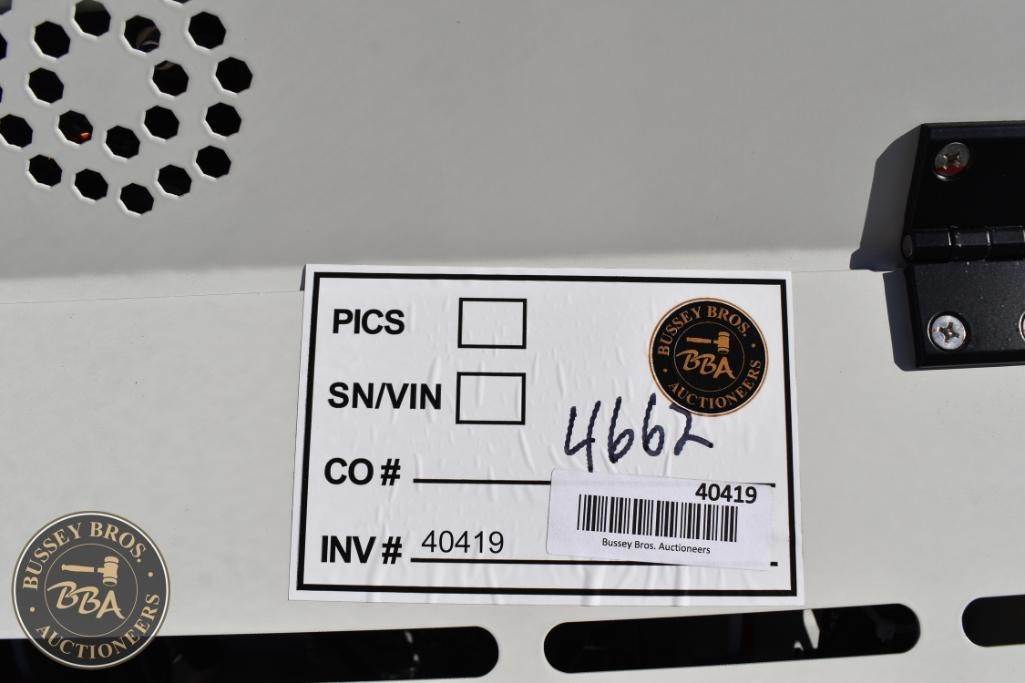 PICS
BUSSEY BROS.
BBA
AUCTIONEERS
SN/VIN
4662
CO #
40419
Bussey Bros. Auctioneers
INV # 40419
BUSSEY BROS.
BBA
AUCTIONEERS